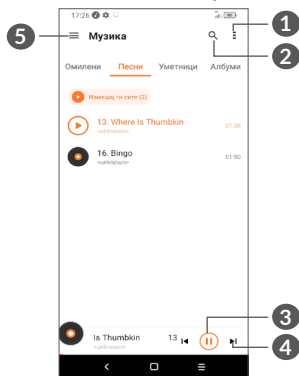 17:26
Музика
Омилени Песни Уметници Албуми
Измешај ги сите (2)
13. Where Is Thumbkin
<unknown>
01:36
16. Bingo
<unknown>
01:50
Is Thumbkin 13
<unknown>
1
2
3
4
5